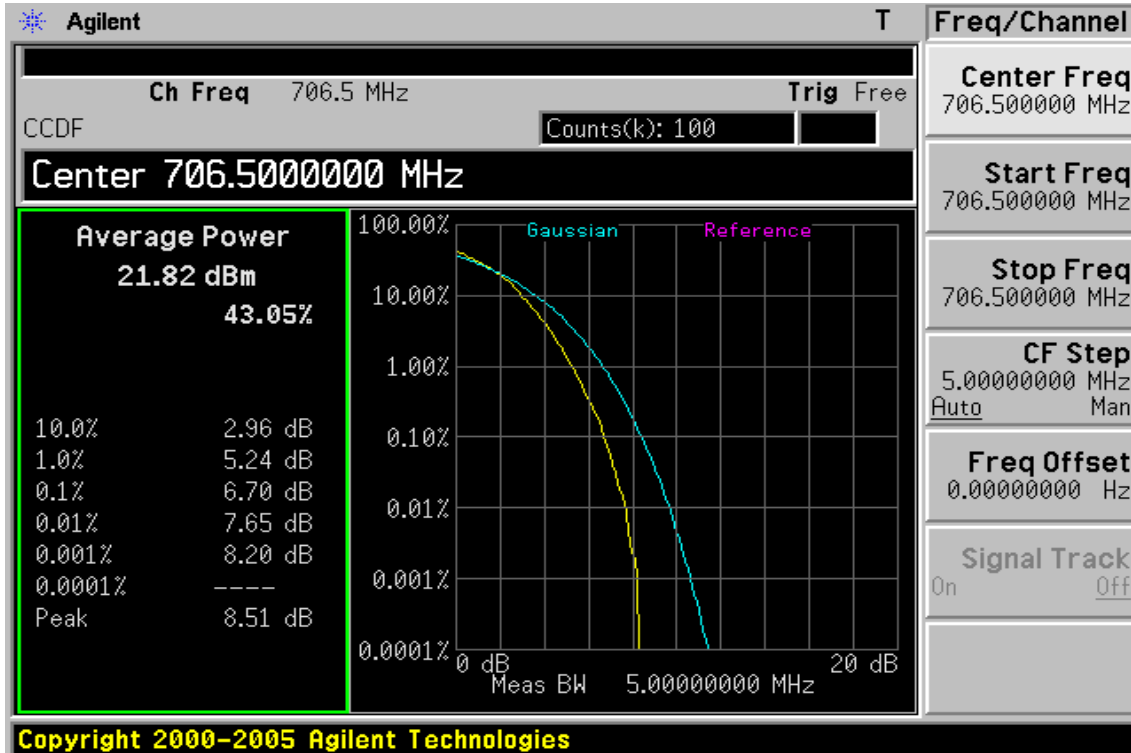 Agilent T
Ch Freq 706.5 MHz Trig Free
CCDF Counts(k): 100
Center 706.5000000 MHz
Average Power
21.82 dBm
43.05%
10.0% 2.96 dB
1.0% 5.24 dB
0.1% 6.70 dB
0.01% 7.65 dB
0.001% 8.20 dB
0.0001% ----
Peak 8.51 dB
Gaussian Reference
100.00%
10.00%
1.00%
0.10%
0.01%
0.001%
0.0001%
0 dB 20 dB
Meas BW 5.00000000 MHz
Freq/Channel
Center Freq
706.500000 MHz
Start Freq
706.500000 MHz
Stop Freq
706.500000 MHz
CF Step
5.00000000 MHz
Auto Man
Freq Offset
0.00000000 Hz
Signal Track
On Off
Copyright 2000-2005 Agilent Technologies